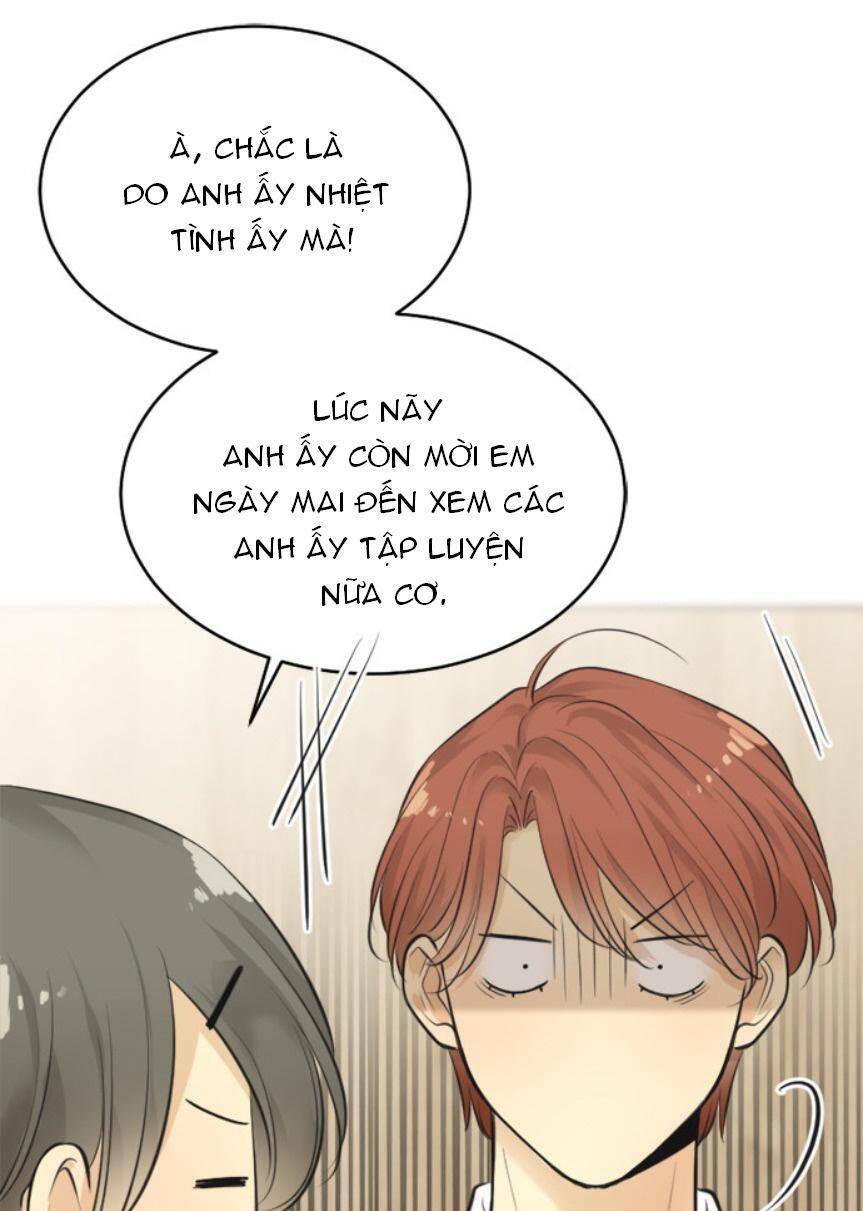 À, CHẮC LÀ
DO ANH ẤY NHIỆT
TÌNH ẤY MÀ!
LÚC NÃY
ANH ẤY CÒN MỜI EM
NGÀY MAI ĐẾN XEM CÁC
ANH ẤY TẬP LUYỆN
NỮA CƠ.